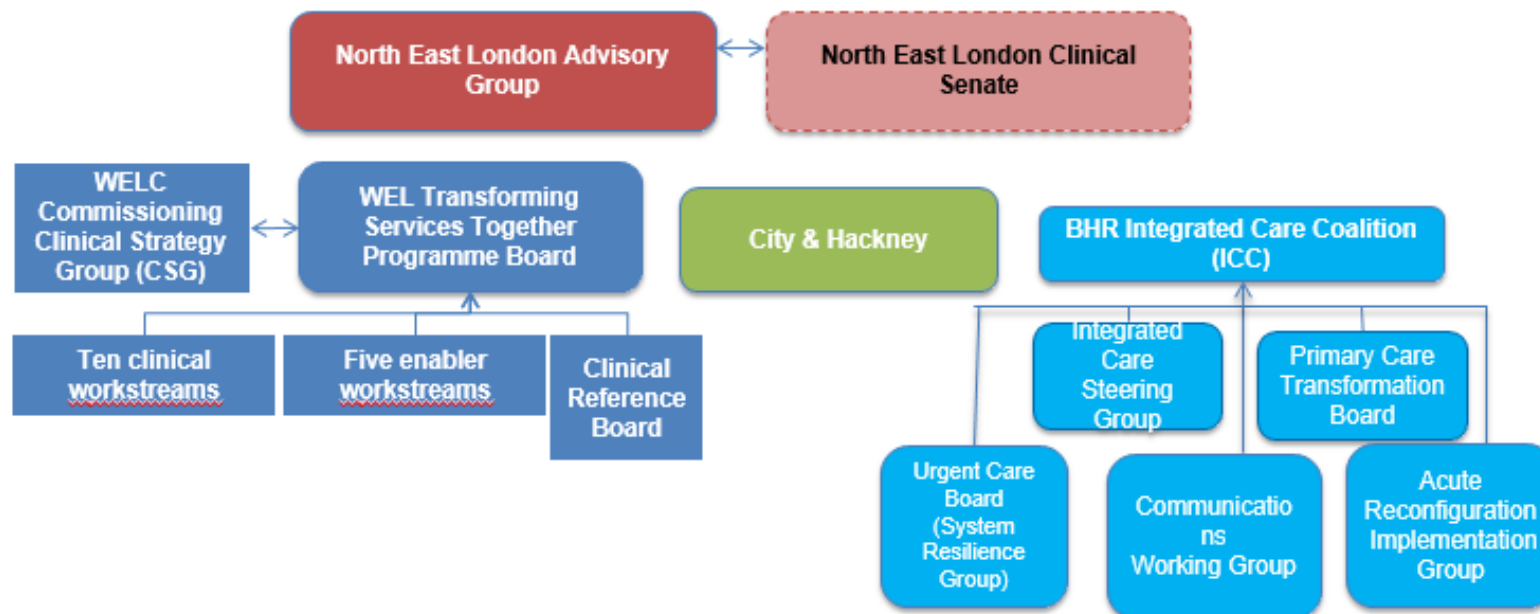 North East London Advisory
Group
North East London Clinical
Senate
WELC
Commissioning
Clinical Strategy
Group (CSG)
WEL Transforming
Services Together
Programme Board
City & Hackney
BHR Integrated Care Coalition
(ICC)
Ten clinical
workstreams
Five enabler
workstreams
Clinical
Reference
Board
Integrated
Care
Steering
Group
Primary Care
Transformation
Board
Urgent Care
Board
(System
Resilience
Group)
Communicatio
ns
Working Group
Acute
Reconfiguration
Implementation
Group